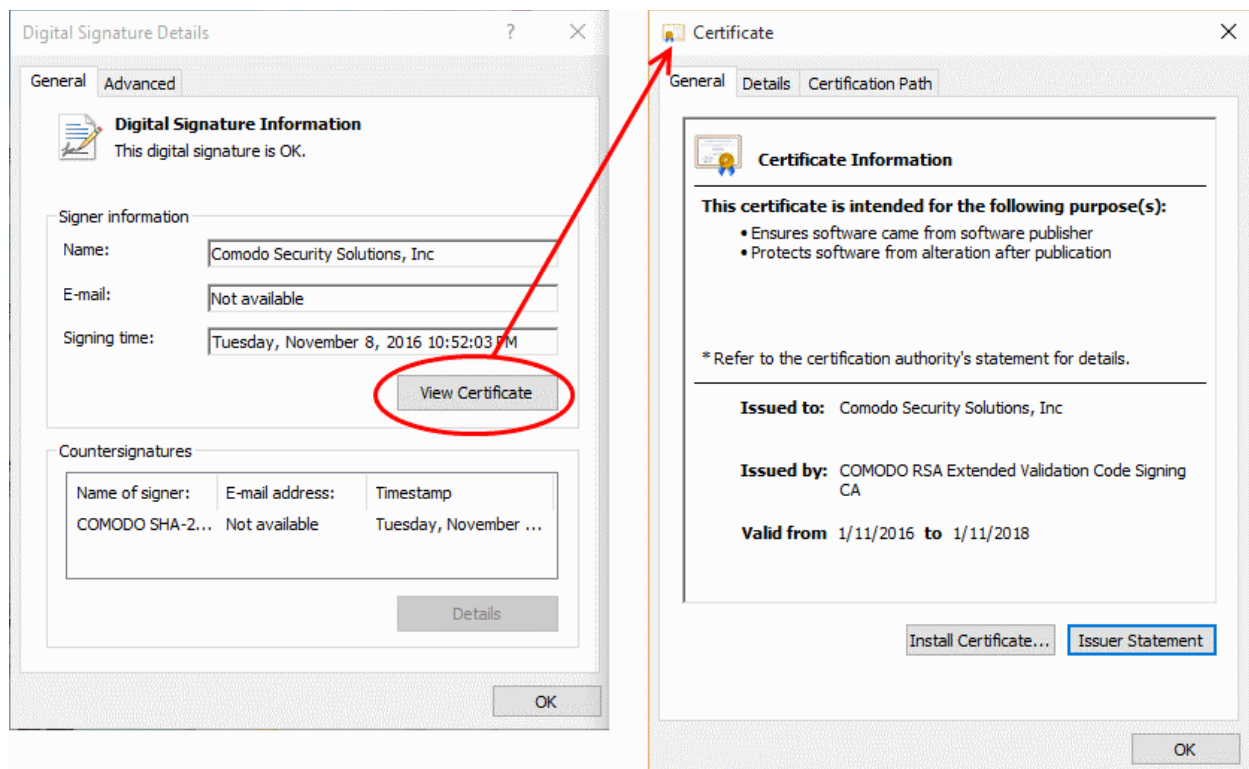 Digital Signature Details
?
General Advanced
Digital Signature Information
This digital signature is OK.
Signer information
Name: Comodo Security Solutions, Inc
E-mail: Not available
Signing time: Tuesday, November 8, 2016 10:52:03 PM
View Certificate
Countersignatures
Name of signer: E-mail address: Timestamp
COMODO SHA-2... Not available Tuesday, November ...
Details
OK
Certificate
General Details Certification Path
Certificate Information
This certificate is intended for the following purpose(s):
• Ensures software came from software publisher
• Protects software from alteration after publication
* Refer to the certification authority's statement for details.
Issued to: Comodo Security Solutions, Inc
Issued by: COMODO RSA Extended Validation Code Signing
CA
Valid from 1/11/2016 to 1/11/2018
Install Certificate... Issuer Statement
OK